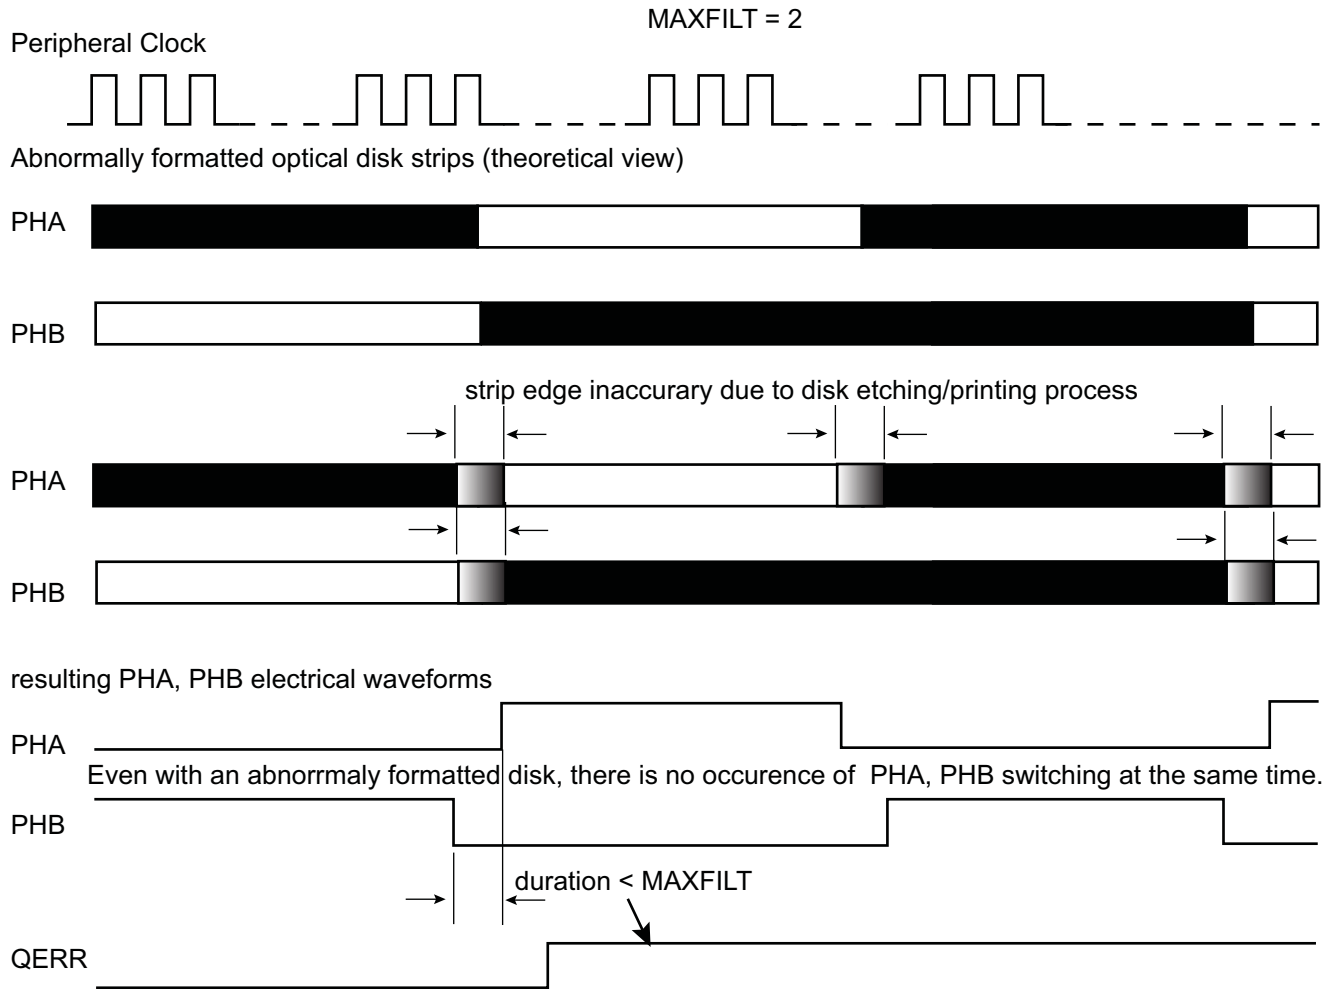 MAXFILT = 2
Peripheral Clock
Abnormally formatted optical disk strips (theoretical view)
PHA
PHB
strip edge inaccurary due to disk etching/printing process
PHA
PHB
resulting PHA, PHB electrical waveforms
PHA
Even with an abnorrmaly formatted disk, there is no occurence of PHA, PHB switching at the same time.
PHB
duration < MAXFILT
QERR